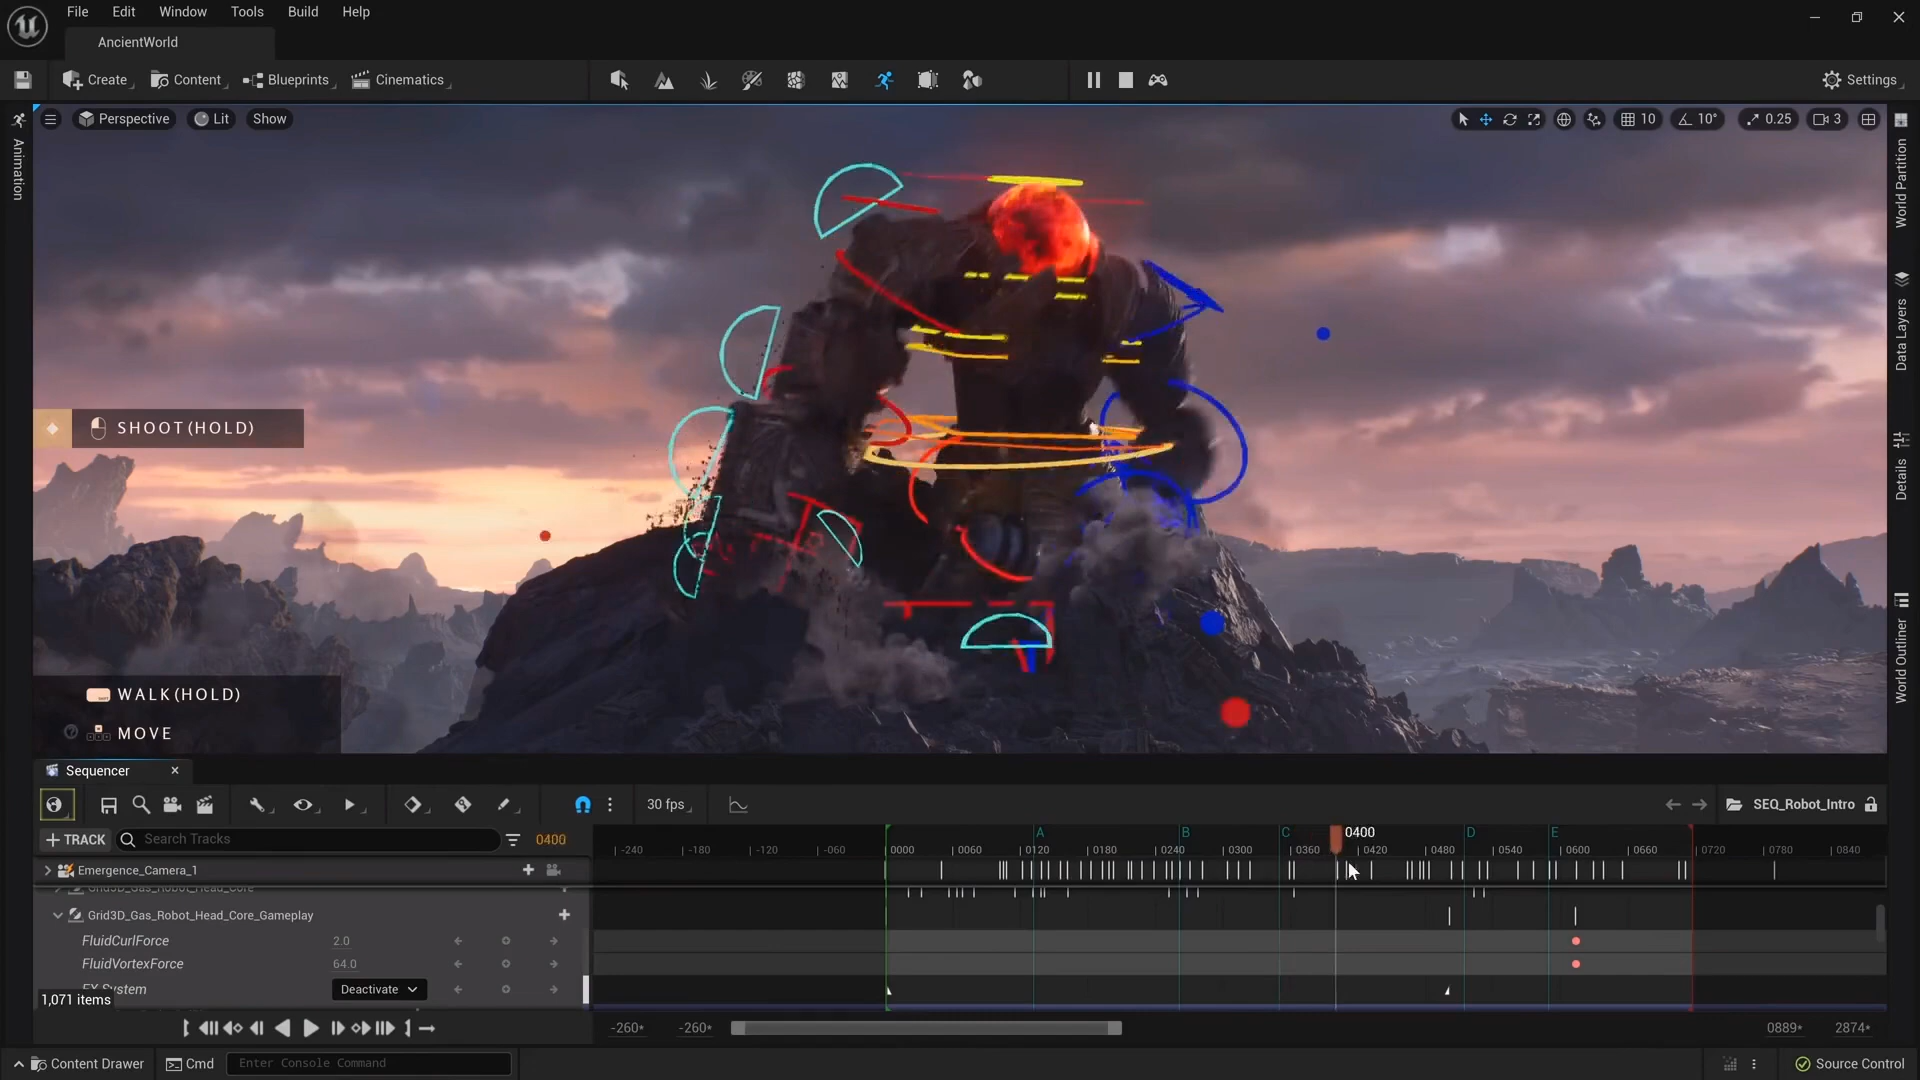 File Edit Window Tools Build Help
AncientWorld
Create Content Blueprints Cinematics Settings
Perspective Lit Show 10 10° 0.25 3
Animation
World Partition
Data Layers
Details
World Outliner
SHOOT(HOLD)
WALK(HOLD)
MOVE
Sequencer
30 fps SEQ_Robot_Intro
+ TRACK Search Tracks 0400
A B C 0400 D E
-240 -180 -120 -060 0000 0060 0120 0180 0240 0300 0360 0420 0480 0540 0600 0660 0720 0780 0840
Emergence_Camera_1
Grid3D_Gas_Robot_Head_Core
Grid3D_Gas_Robot_Head_Core_Gameplay
FluidCurlForce 2.0
FluidVortexForce 64.0
FX System Deactivate
1,071 items
-260* -260* 0889* 2874*
Content Drawer Cmd Enter Console Command Source Control